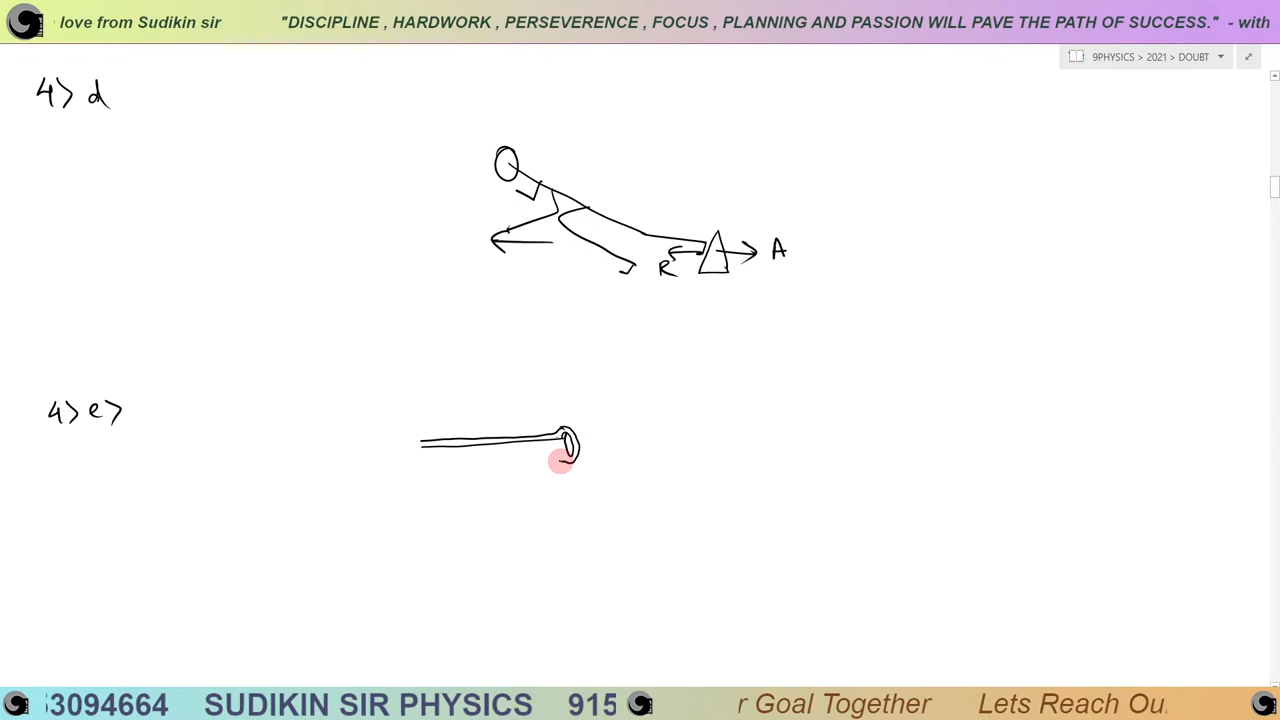 love from Sudikin sir "DISCIPLINE , HARDWORK , PERSEVERENCE , FOCUS , PLANNING AND PASSION WILL PAVE THE PATH OF SUCCESS." - with
9PHYSICS > 2021 > DOUBT
4> d
R A
4> e>
53094664 SUDIKIN SIR PHYSICS 915 r Goal Together Lets Reach Ou